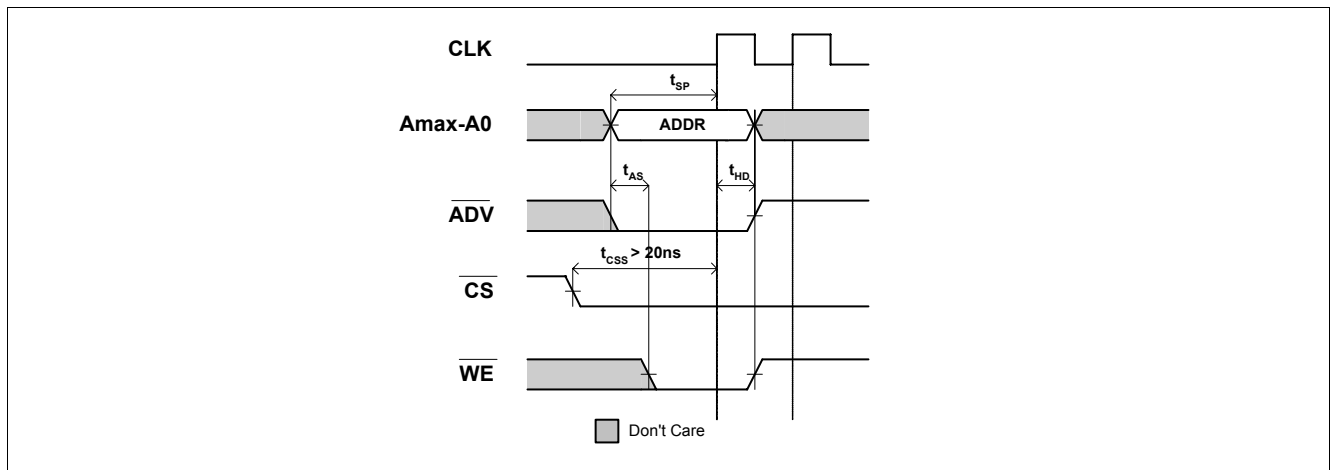 CLK
tSP
Amax-A0
ADDR
tAS
tHD
ADV
tCSS > 20ns
CS
WE
Don't Care